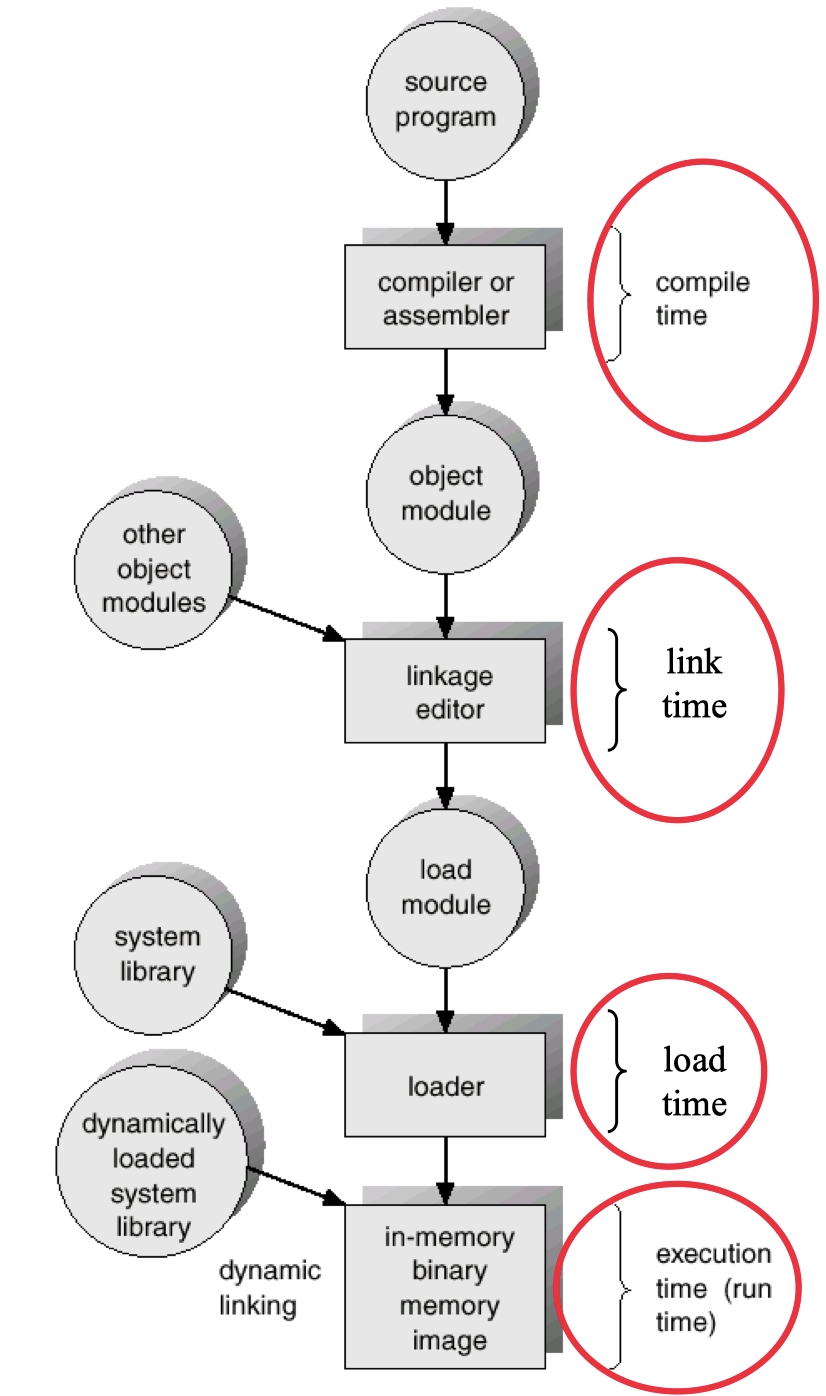 source
program
compiler or
assembler
compile
time
object
module
other
object
modules
linkage
editor
link
time
load
module
system
library
loader
load
time
dynamically
loaded
system
library
dynamic
linking
in-memory
binary
memory
image
execution
time (run
time)